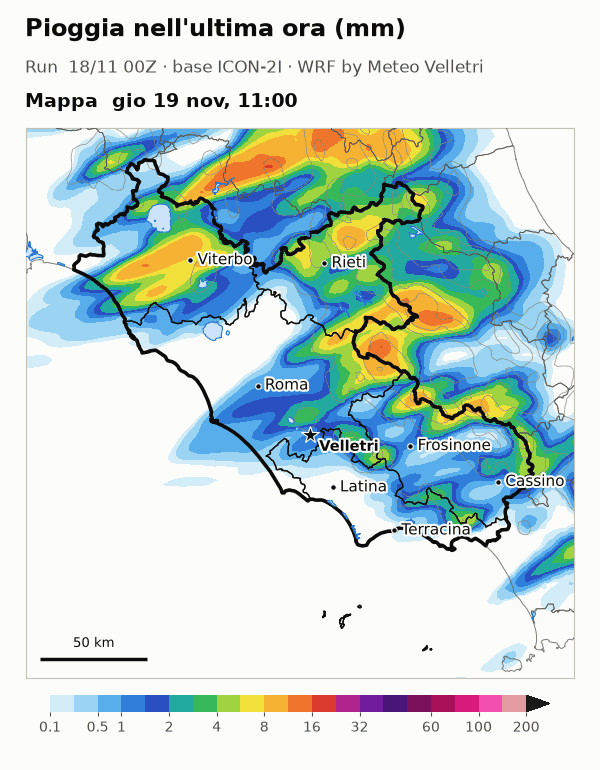 Pioggia nell'ultima ora (mm)
Run  18/11 00Z · base ICON-2I · WRF by Meteo Velletri
Mappa  gio 19 nov, 11:00
Viterbo
Rieti
Roma
Velletri
Frosinone
Latina
Cassino
Terracina
50 km
0.1 0.5 1 2 4 8 16 32 60 100 200